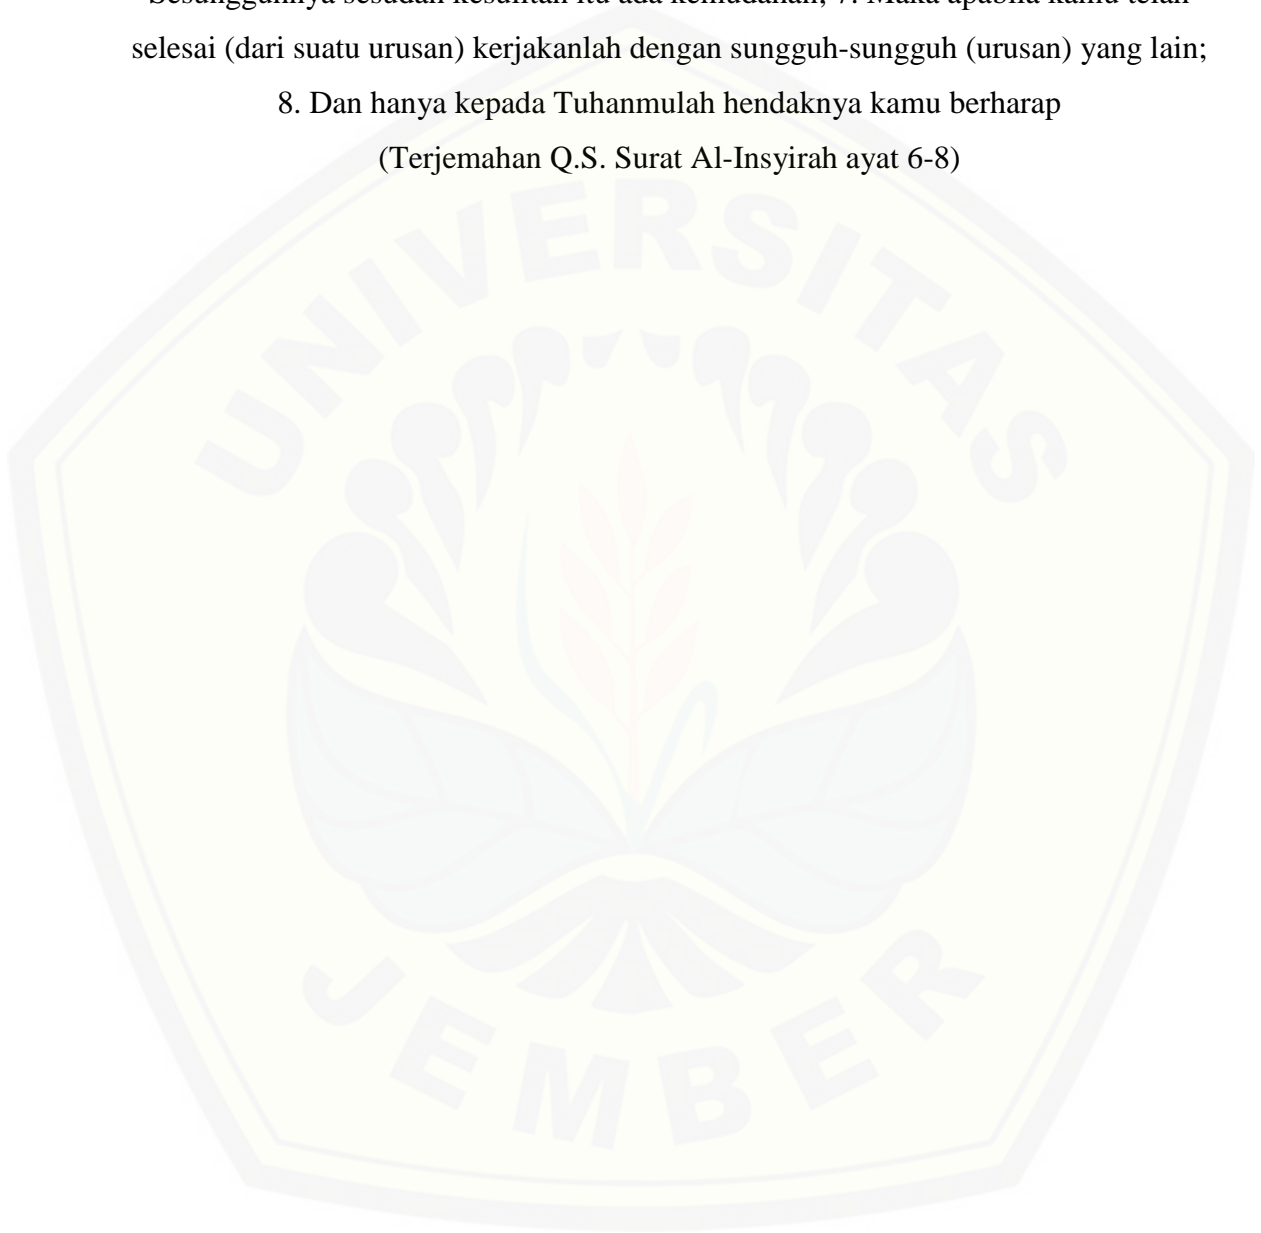 Sesungguhnya sesudah kesulitan itu ada kemudahan; 7. Maka apabila kamu telah
selesai (dari suatu urusan) kerjakanlah dengan sungguh-sungguh (urusan) yang lain;
8. Dan hanya kepada Tuhanmulah hendaknya kamu berharap
(Terjemahan Q.S. Surat Al-Insyirah ayat 6-8)
UNIVERSITAS
JEMBER